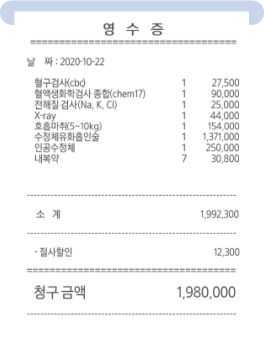 영 수 증
==================================
날 짜 : 2020-10-22
혈구검사(cbc) 1 27,500
혈액생화학검사 종합(chem17) 1 90,000
전해질 검사(Na, K, Cl) 1 25,000
X-ray 1 44,000
호흡마취(5~10kg) 1 154,000
수정체유화흡인술 1 1,371,000
인공수정체 1 250,000
내복약 7 30,800
--------------------------------------------------
소 계 1,992,300
--------------------------------------------------
- 절사할인 12,300
==================================
청구 금액 1,980,000
--------------------------------------------------